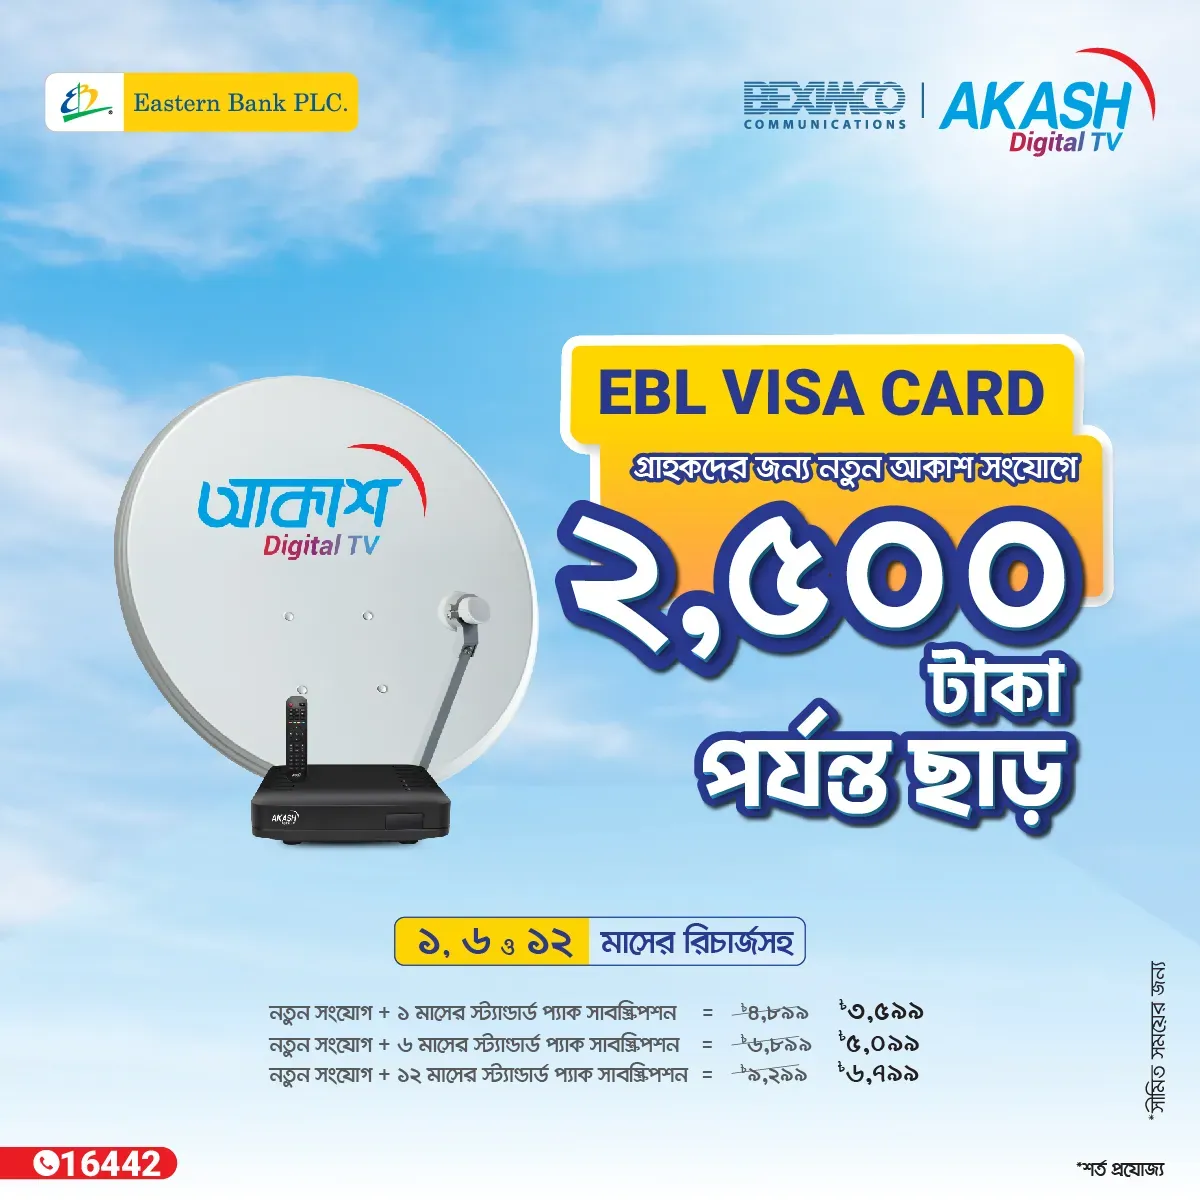 Eastern Bank PLC.
BEXIMCO
COMMUNICATIONS
AKASH
Digital TV
EBL VISA CARD
গ্রাহকদের জন্য নতুন আকাশ সংযোগে
২,৫০০
টাকা
পর্যন্ত ছাড়
আকাশ
Digital TV
AKASH
১, ৬ ও ১২ মাসের রিচার্জসহ
নতুন সংযোগ + ১ মাসের স্ট্যান্ডার্ড প্যাক সাবস্ক্রিপশন = ৳৪,৮৯৯ ৳৩,৫৯৯
নতুন সংযোগ + ৬ মাসের স্ট্যান্ডার্ড প্যাক সাবস্ক্রিপশন = ৳৬,৮৯৯ ৳৫,০৯৯
নতুন সংযোগ + ১২ মাসের স্ট্যান্ডার্ড প্যাক সাবস্ক্রিপশন = ৳৯,২৯৯ ৳৬,৭৯৯
*সীমিত সময়ের জন্য
16442
*শর্ত প্রযোজ্য